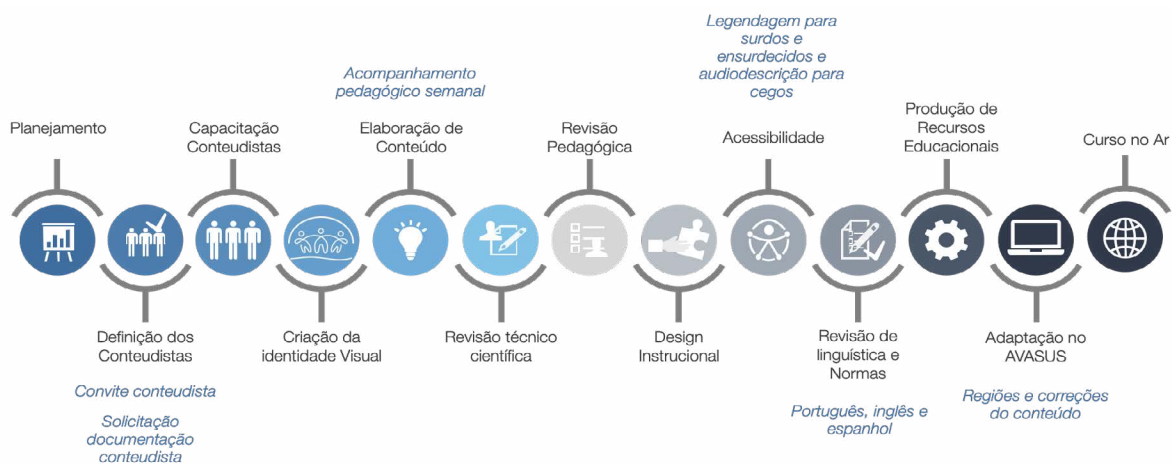 Planejamento
Definição dos
Conteudistas
Convite conteudista
Solicitação
documentação
conteudista
Capacitação
Conteudistas
Criação da
identidade Visual
Acompanhamento
pedagógico semanal
Elaboração de
Conteúdo
Revisão técnico
científica
Revisão
Pedagógica
Design
Instrucional
Legendagem para
surdos e
ensurdecidos e
audiodescrição para
cegos
Acessibilidade
Revisão de
linguística e
Normas
Português, inglês e
espanhol
Produção de
Recursos
Educacionais
Adaptação no
AVASUS
Regiões e correções
do conteúdo
Curso no Ar